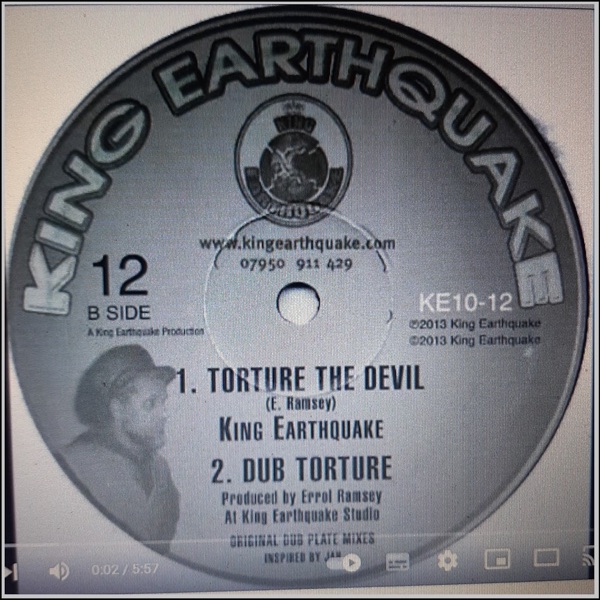 KING EARTHQUAKE
KING
EARTHQUAKE
www.kingearthquake.com
07950 911 429
12
B SIDE
A King Earthquake Production
KE10-12
℗2013 King Earthquake
©2013 King Earthquake
1. TORTURE THE DEVIL
(E. Ramsey)
KING EARTHQUAKE
2. DUB TORTURE
Produced by Errol Ramsey
At King Earthquake Studio
ORIGINAL DUB PLATE MIXES
INSPIRED BY JAH
0:02 / 5:57